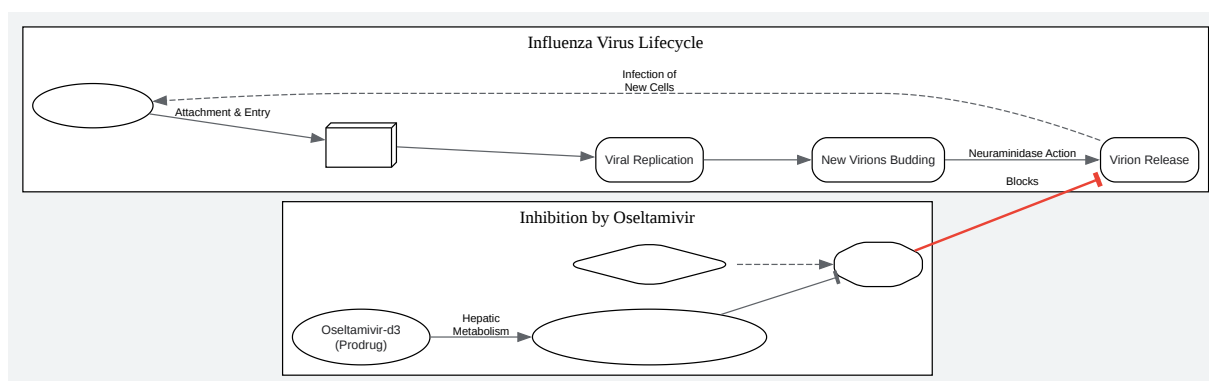 Influenza Virus Lifecycle
Infection of
New Cells
Attachment & Entry
Viral Replication
New Virions Budding
Neuraminidase Action
Virion Release
Blocks
Inhibition by Oseltamivir
Oseltamivir-d3
(Prodrug)
Hepatic
Metabolism